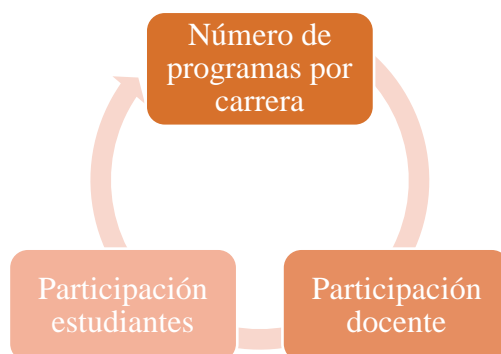 Número de
programas por
carrera
Participación
docente
Participación
estudiantes